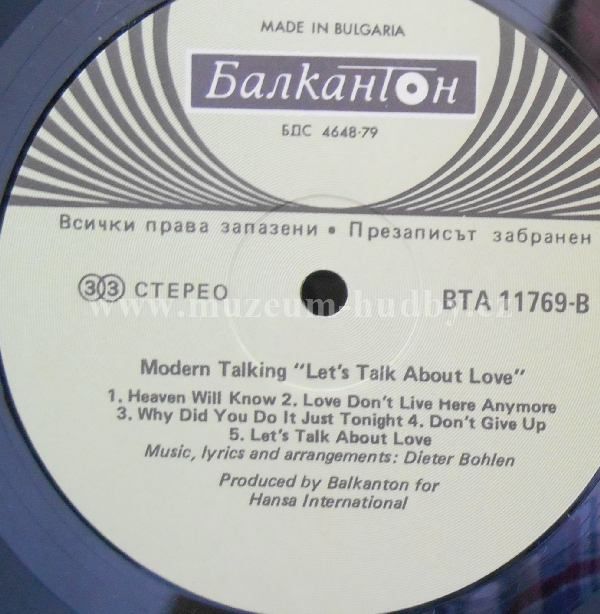 MADE IN BULGARIA
Балкантон
БДС 4648-79
Всички права запазени • Презаписът забранен
33 СТЕРЕО
ВТА 11769-В
www.muzeum-hudby.cz
Modern Talking "Let's Talk About Love"
1. Heaven Will Know 2. Love Don't Live Here Anymore
3. Why Did You Do It Just Tonight 4. Don't Give Up
5. Let's Talk About Love
Music, lyrics and arrangements: Dieter Bohlen
Produced by Balkanton for
Hansa International